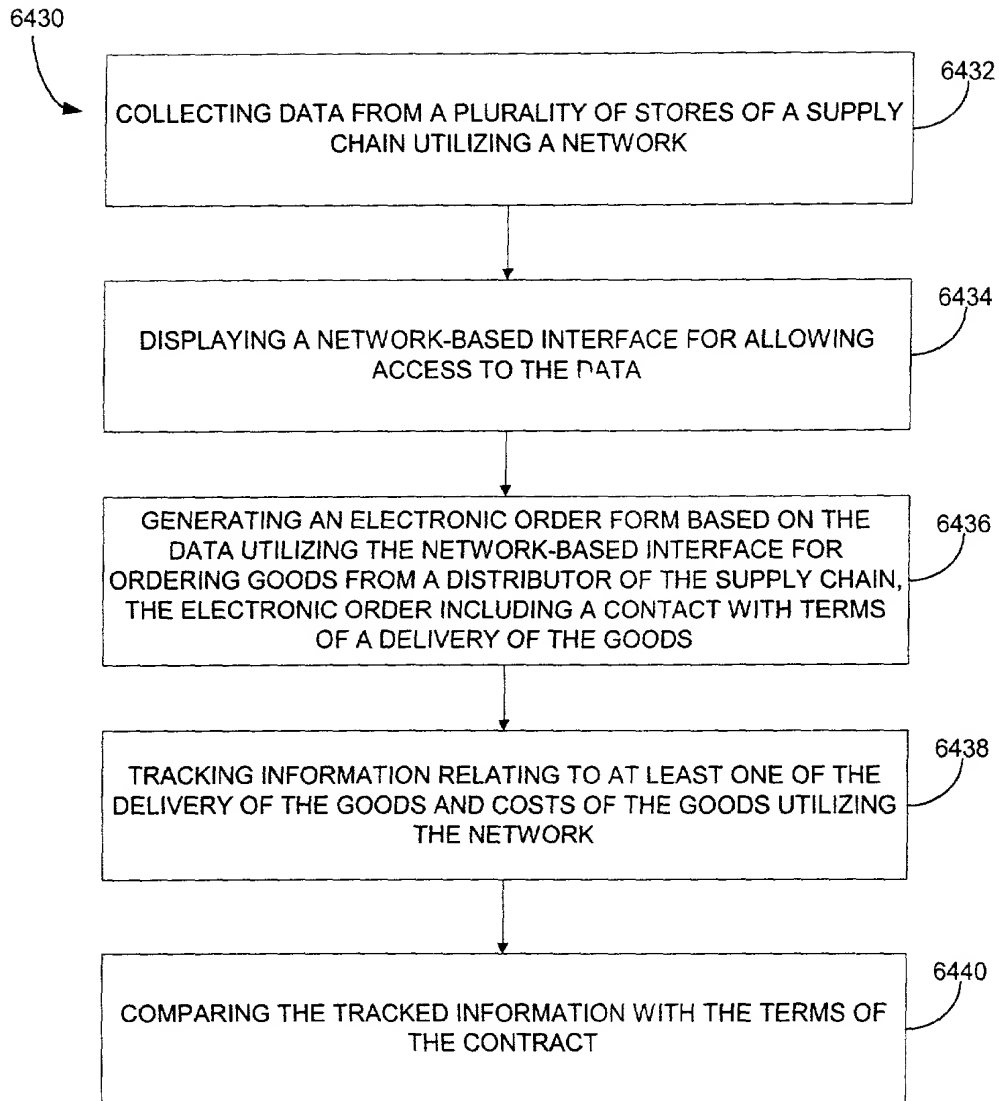 6430
COLLECTING DATA FROM A PLURALITY OF STORES OF A SUPPLY
CHAIN UTILIZING A NETWORK
6432
DISPLAYING A NETWORK-BASED INTERFACE FOR ALLOWING
ACCESS TO THE DATA
6434
GENERATING AN ELECTRONIC ORDER FORM BASED ON THE
DATA UTILIZING THE NETWORK-BASED INTERFACE FOR
ORDERING GOODS FROM A DISTRIBUTOR OF THE SUPPLY CHAIN,
THE ELECTRONIC ORDER INCLUDING A CONTACT WITH TERMS
OF A DELIVERY OF THE GOODS
6436
TRACKING INFORMATION RELATING TO AT LEAST ONE OF THE
DELIVERY OF THE GOODS AND COSTS OF THE GOODS UTILIZING
THE NETWORK
6438
COMPARING THE TRACKED INFORMATION WITH THE TERMS OF
THE CONTRACT
6440